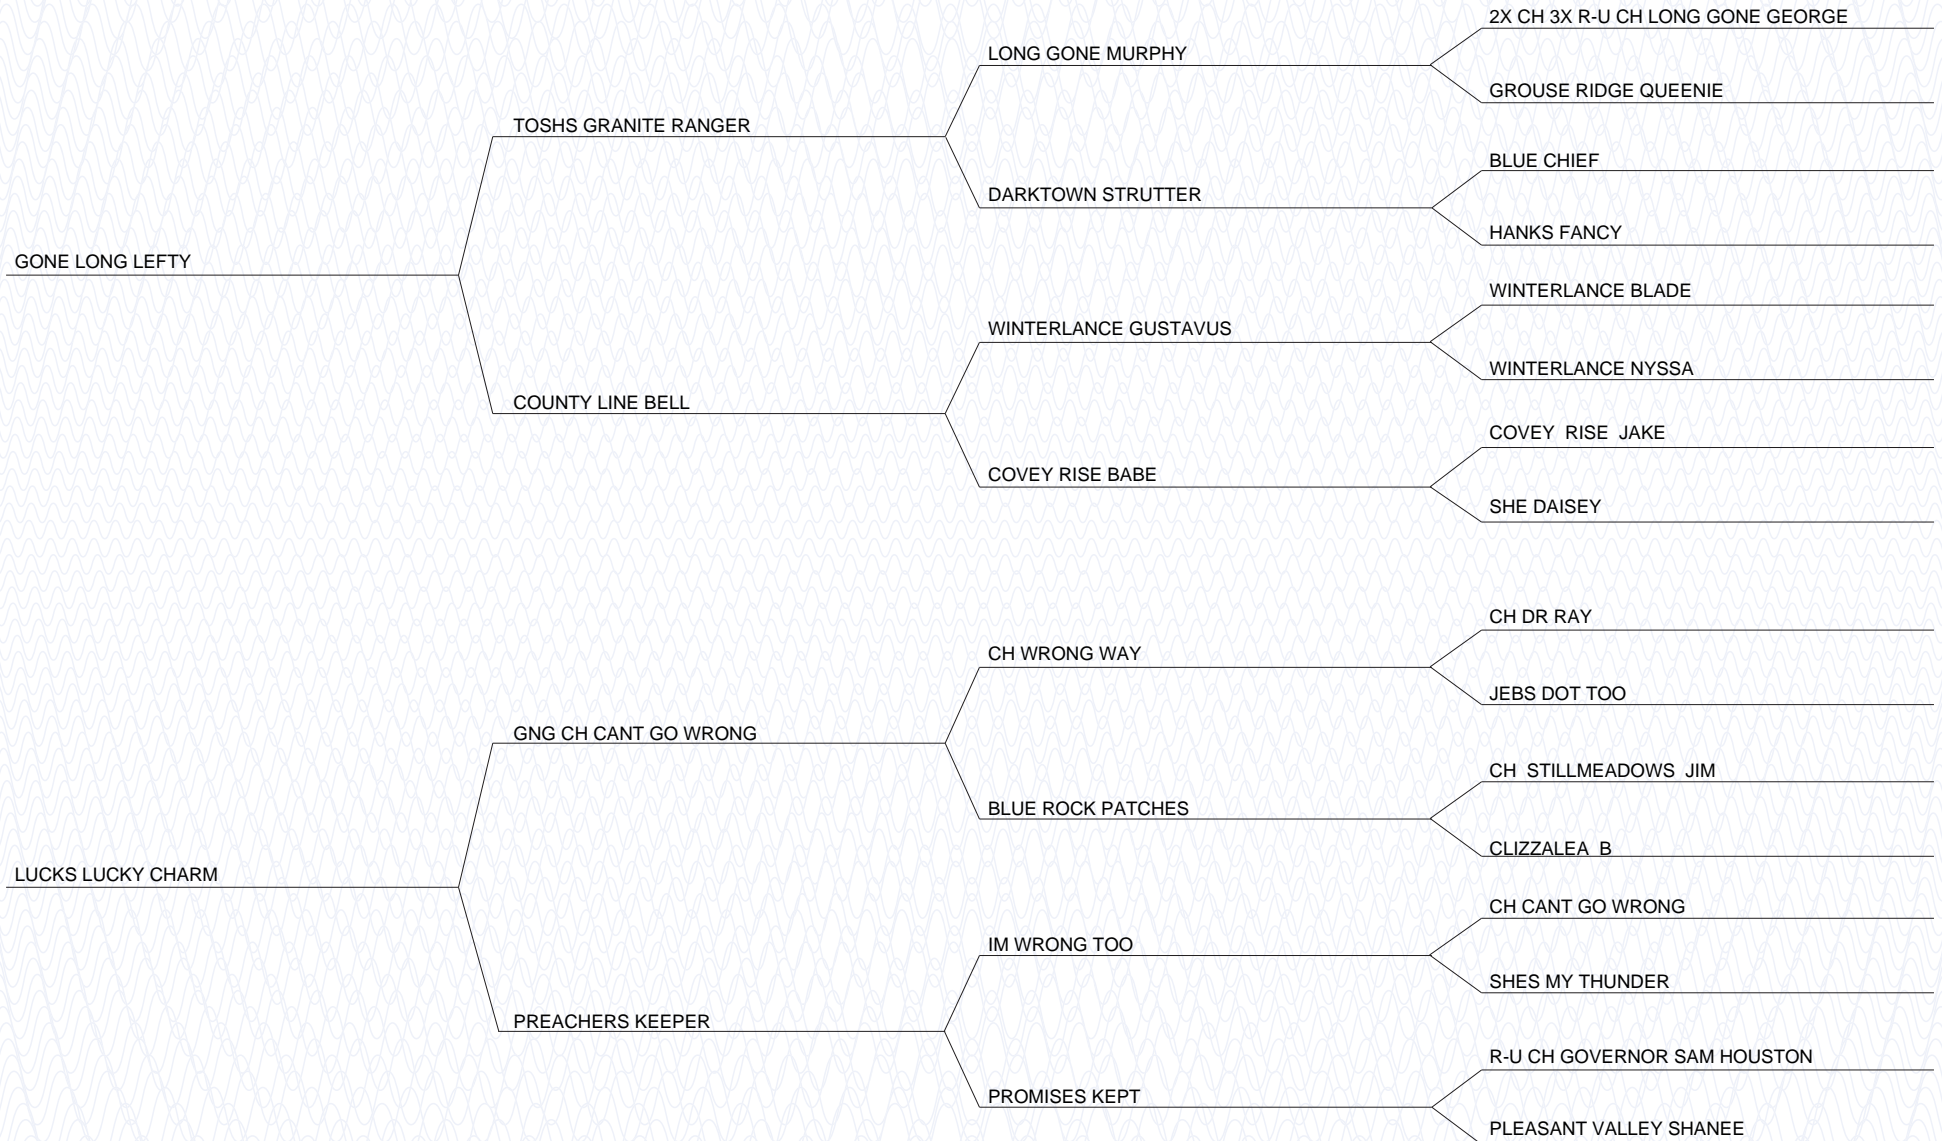 2X CH 3X R-U CH LONG GONE GEORGE
LONG GONE MURPHY
GROUSE RIDGE QUEENIE
TOSHS GRANITE RANGER
BLUE CHIEF
DARKTOWN STRUTTER
HANKS FANCY
GONE LONG LEFTY
WINTERLANCE BLADE
WINTERLANCE GUSTAVUS
WINTERLANCE NYSSA
COUNTY LINE BELL
COVEY RISE JAKE
COVEY RISE BABE
SHE DAISEY
CH DR RAY
CH WRONG WAY
JEBS DOT TOO
GNG CH CANT GO WRONG
CH STILLMEADOWS JIM
BLUE ROCK PATCHES
CLIZZALEA B
LUCKS LUCKY CHARM
CH CANT GO WRONG
IM WRONG TOO
SHES MY THUNDER
PREACHERS KEEPER
R-U CH GOVERNOR SAM HOUSTON
PROMISES KEPT
PLEASANT VALLEY SHANEE